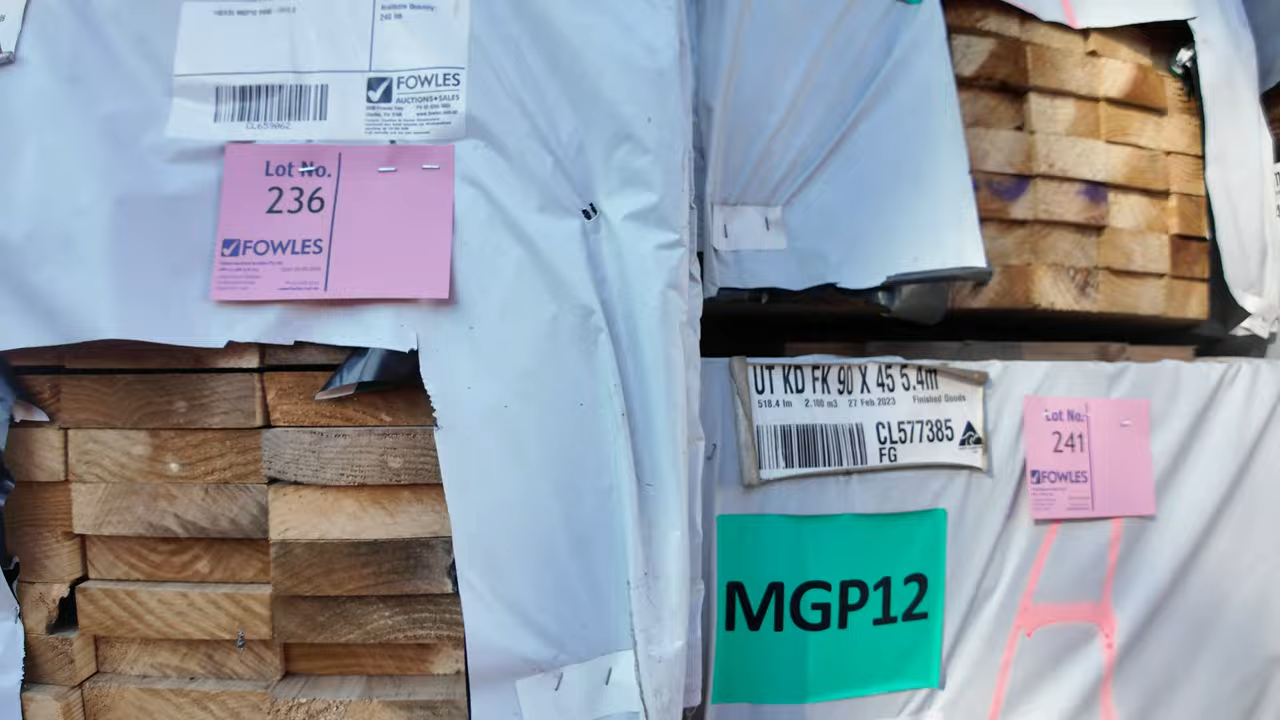 FOWLES
AUCTIONS+SALES
CL659062
Lot No.
236
FOWLES
UT KD FK 90 X 45 5.4m
518.4 lm 2.100 m3 27 Feb 2023 Finished Goods
CL577385
FG
Lot No.
241
FOWLES
MGP12